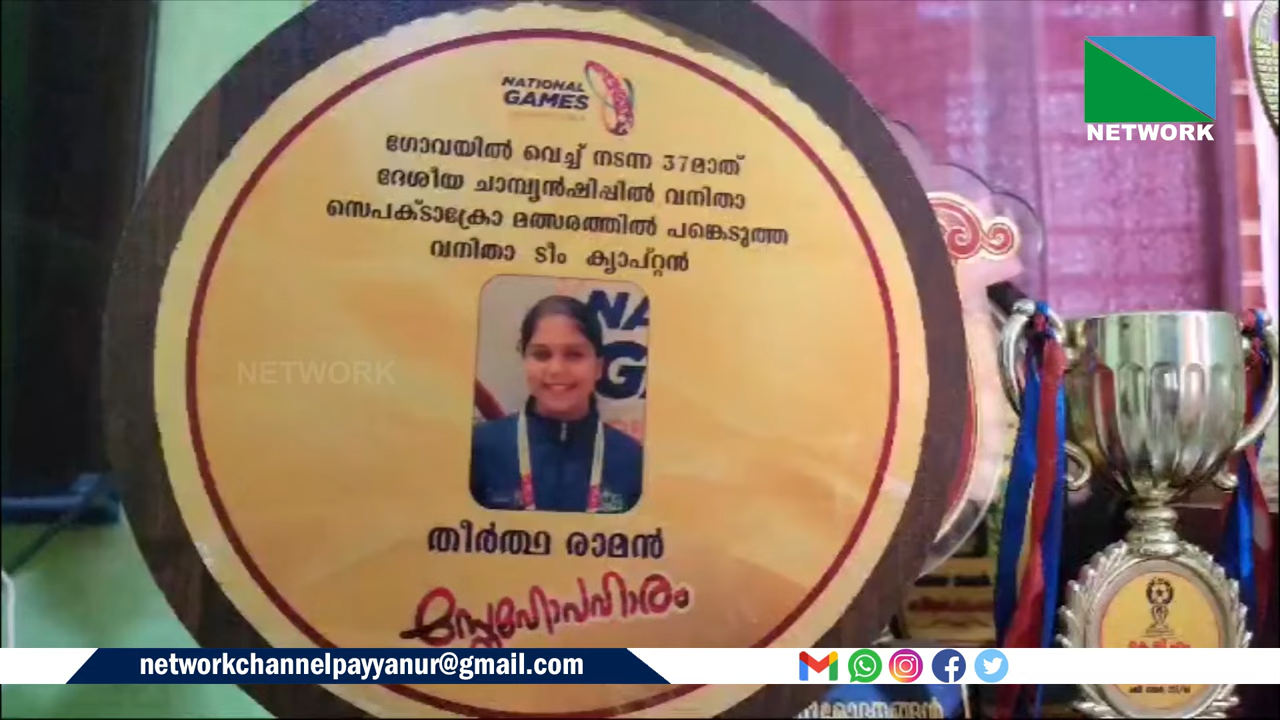 NATIONAL
GAMES
ഗോവയിൽ വെച്ച് നടന്ന 37മാത്
ദേശീയ ചാമ്പ്യൻഷിപ്പിൽ വനിതാ
സെപക്ടാക്രോ മത്സരത്തിൽ പങ്കെടുത്ത
വനിതാ ടീം ക്യാപ്റ്റൻ
NETWORK
തീർത്ഥ രാമൻ
സ്നേഹോപഹാരം
NETWORK
networkchannelpayyanur@gmail.com